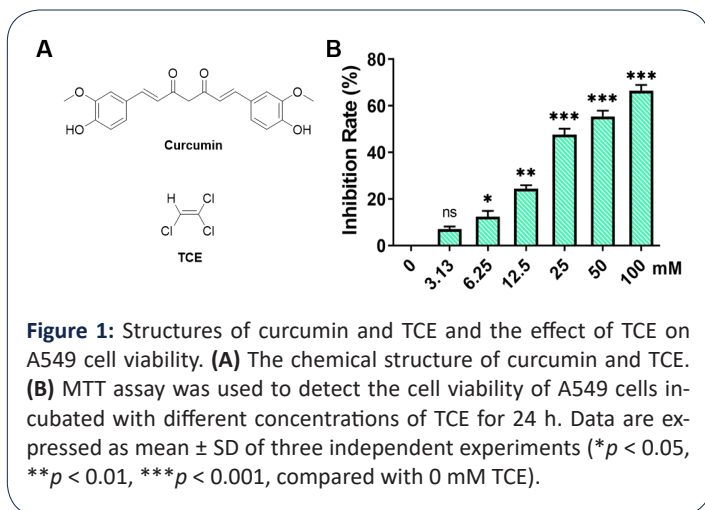 A
B
O
O
O
O
HO
OH
Curcumin
H
Cl
Cl
Cl
TCE
Inhibition Rate (%)
80
60
40
20
0
ns
*
**
***
***
***
0
3.13
6.25
12.5
25
50
100
mM
Figure 1: Structures of curcumin and TCE and the effect of TCE on
A549 cell viability. (A) The chemical structure of curcumin and TCE.
(B) MTT assay was used to detect the cell viability of A549 cells in-
cubated with different concentrations of TCE for 24 h. Data are ex-
pressed as mean ± SD of three independent experiments (*p < 0.05,
**p < 0.01, ***p < 0.001, compared with 0 mM TCE).